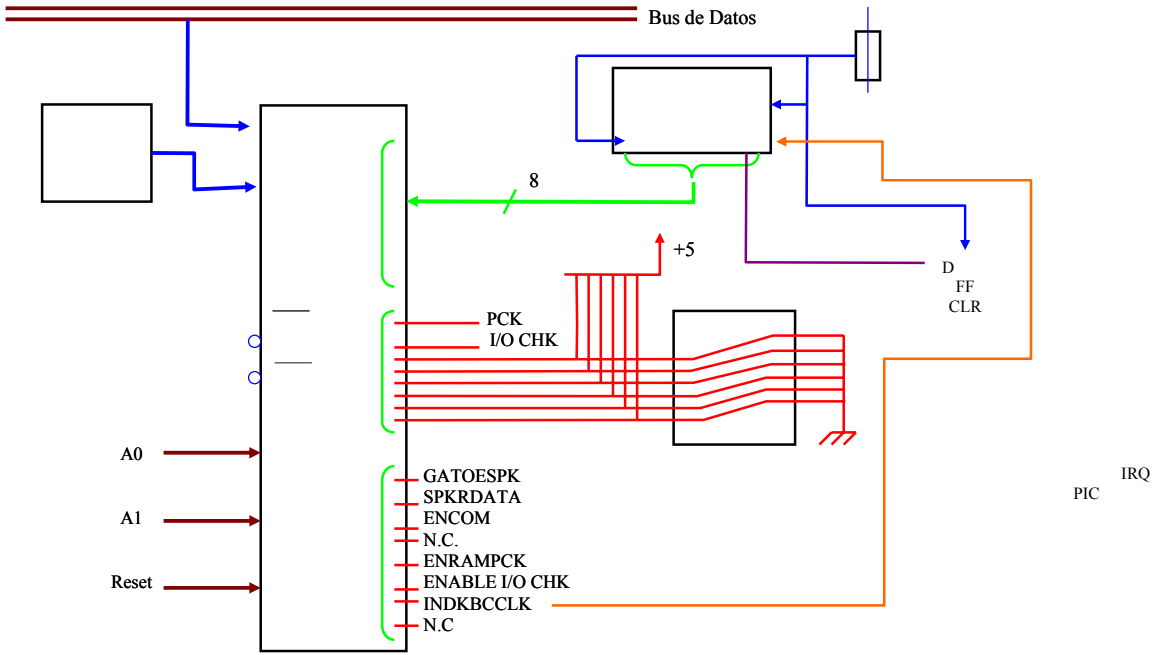 Bus de Datos
8
+5
D
FF
CLR
PCK
I/O CHK
A0
A1
Reset
GATOESPK
SPKRDATA
ENCOM
N.C.
ENRAMPCK
ENABLE I/O CHK
INDKBCCLK
N.C
IRQ
PIC